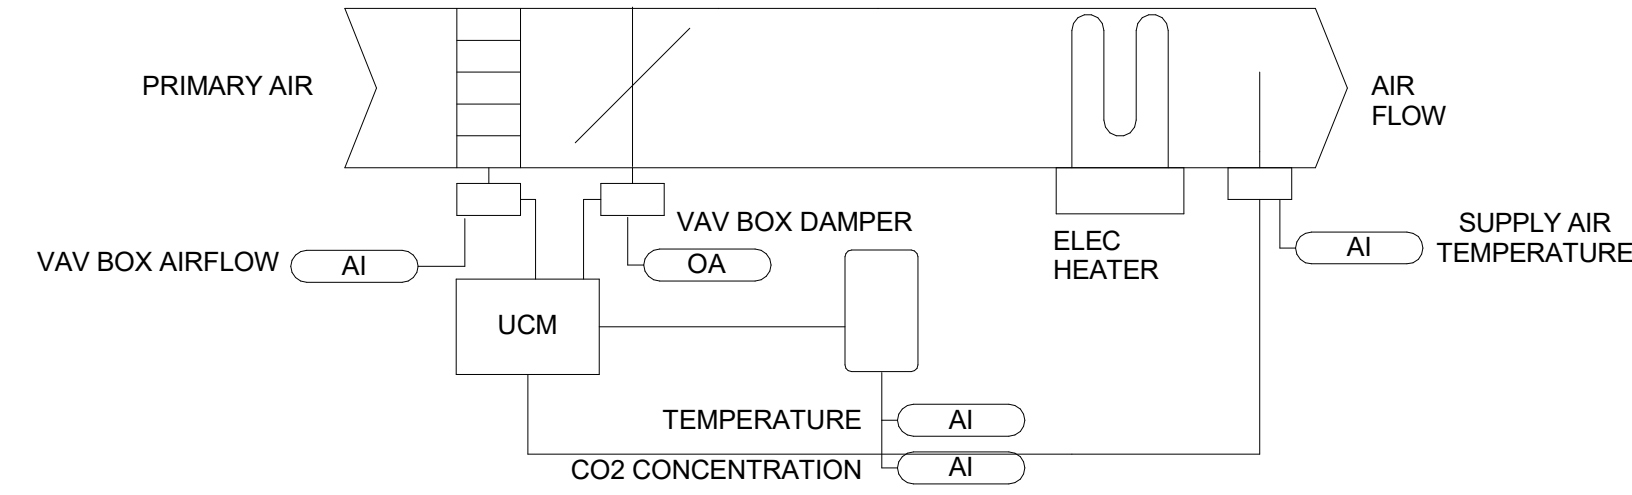 PRIMARY AIR
AIR
FLOW
VAV BOX DAMPER
SUPPLY AIR
TEMPERATURE
AI
ELEC
HEATER
VAV BOX AIRFLOW
AI
OA
UCM
TEMPERATURE
AI
CO2 CONCENTRATION
AI